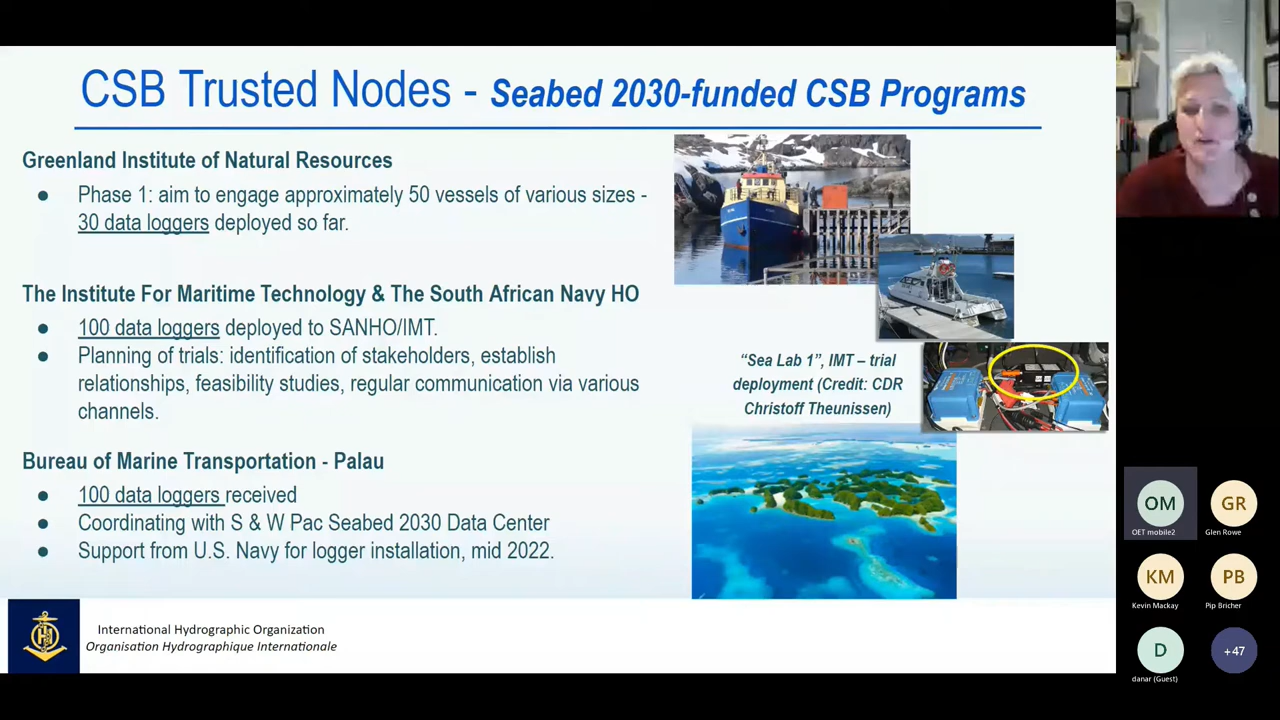 CSB Trusted Nodes - Seabed 2030-funded CSB Programs
Greenland Institute of Natural Resources
● Phase 1: aim to engage approximately 50 vessels of various sizes -
30 data loggers deployed so far.
The Institute For Maritime Technology & The South African Navy HO
● 100 data loggers deployed to SANHO/IMT.
● Planning of trials: identification of stakeholders, establish
relationships, feasibility studies, regular communication via various
channels.
Bureau of Marine Transportation - Palau
● 100 data loggers received
● Coordinating with S & W Pac Seabed 2030 Data Center
● Support from U.S. Navy for logger installation, mid 2022.
“Sea Lab 1”, IMT – trial
deployment (Credit: CDR
Christoff Theunissen)
International Hydrographic Organization
Organisation Hydrographique Internationale
OM
OET mobile2
GR
Glen Rowe
KM
Kevin Mackay
PB
Pip Bricher
D
danar (Guest)
+47